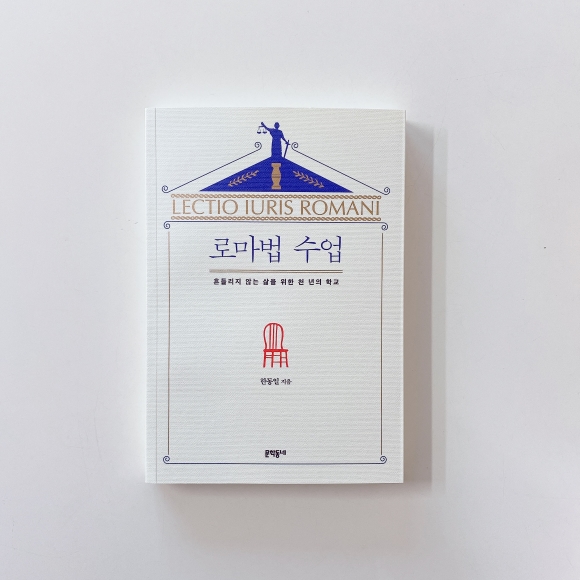 LECTIO IURIS ROMANI
로마법 수업
흔들리지 않는 삶을 위한 천 년의 학교
한동일 지음
문학동네